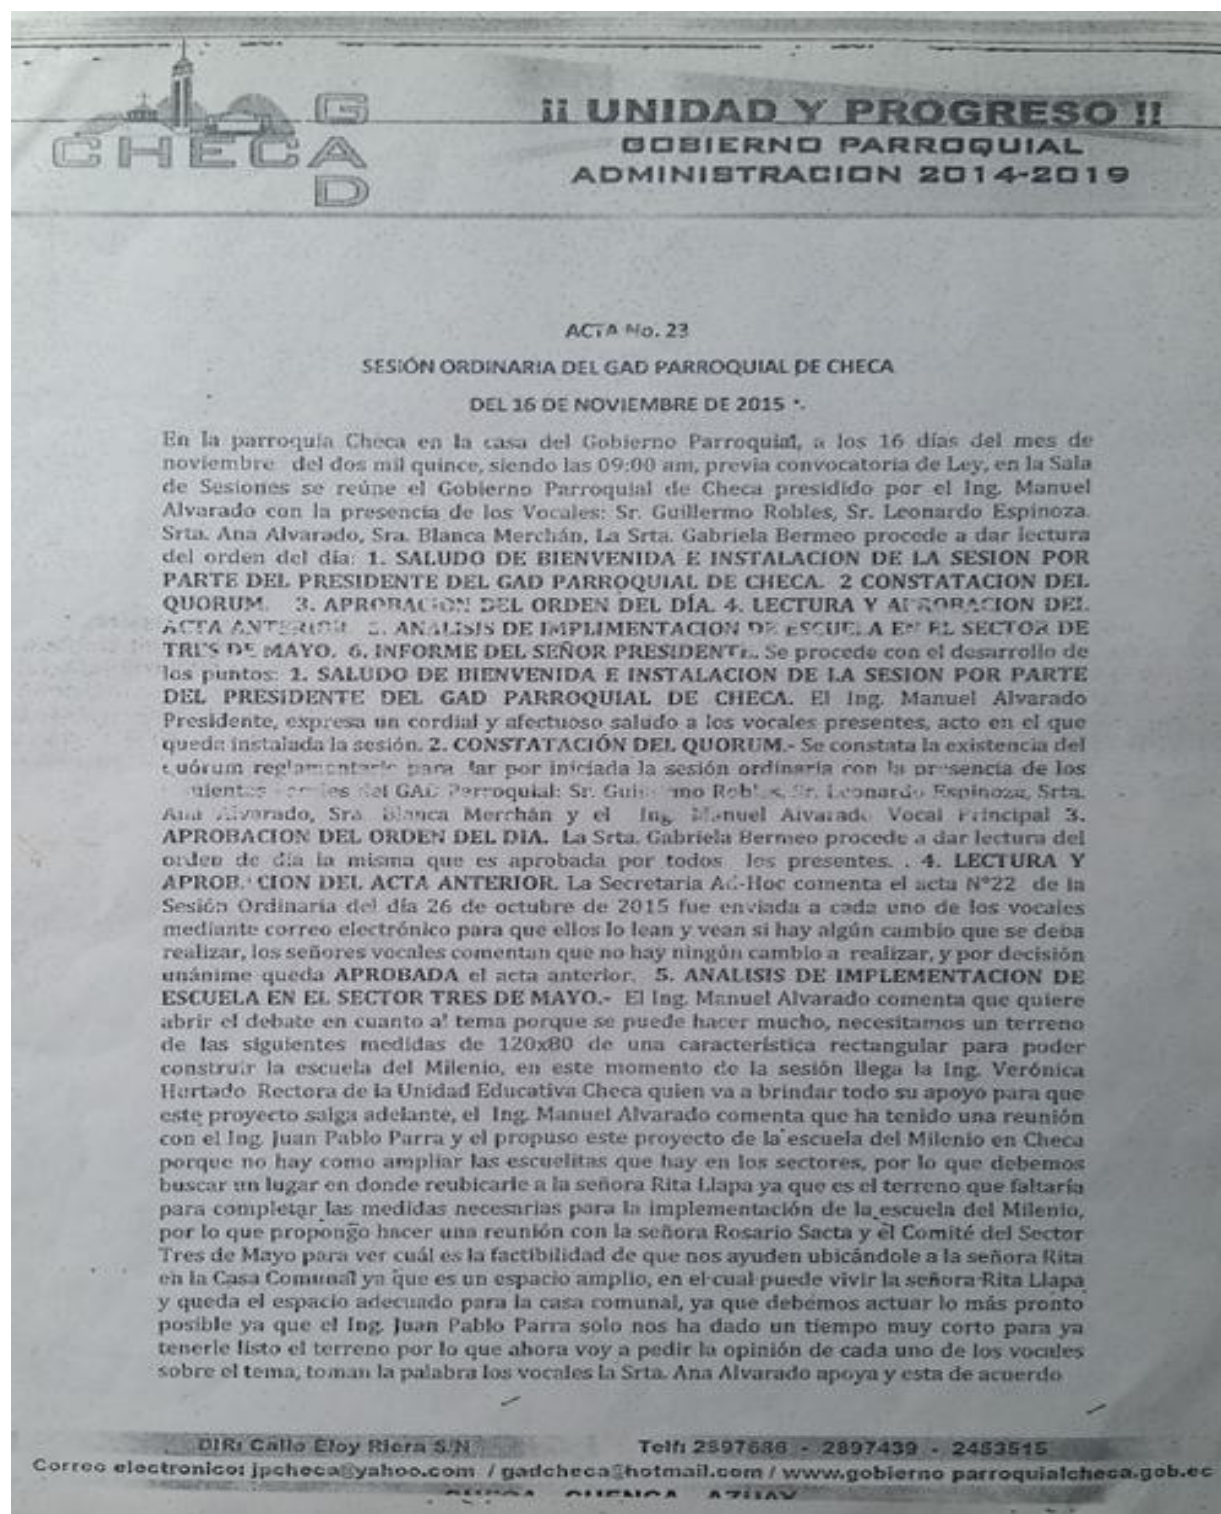 CHECA
GAD
¡¡ UNIDAD Y PROGRESO !!
GOBIERNO PARROQUIAL
ADMINISTRACION 2014-2019
ACTA No. 23
SESIÓN ORDINARIA DEL GAD PARROQUIAL DE CHECA
DEL 16 DE NOVIEMBRE DE 2015
En la parroquia Checa en la casa del Gobierno Parroquial, a los 16 días del mes de
noviembre del dos mil quince, siendo las 09:00 am, previa convocatoria de Ley, en la Sala
de Sesiones se reúne el Gobierno Parroquial de Checa presidido por el Ing. Manuel
Alvarado con la presencia de los Vocales: Sr. Guillermo Robles, Sr. Leonardo Espinoza.
Srta. Ana Alvarado, Sra. Blanca Merchán, La Srta. Gabriela Bermeo procede a dar lectura
del orden del día: 1. SALUDO DE BIENVENIDA E INSTALACION DE LA SESION POR
PARTE DEL PRESIDENTE DEL GAD PARROQUIAL DE CHECA. 2 CONSTATACION DEL
QUORUM. 3. APROBACION DEL ORDEN DEL DÍA. 4. LECTURA Y APROBACION DEL
ACTA ANTERIOR. ANALISIS DE IMPLIMENTACION DE ESCUELA EN EL SECTOR DE
TRES DE MAYO. 6. INFORME DEL SEÑOR PRESIDENTE. Se procede con el desarrollo de
los puntos: 1. SALUDO DE BIENVENIDA E INSTALACION DE LA SESION POR PARTE
DEL PRESIDENTE DEL GAD PARROQUIAL DE CHECA. El Ing. Manuel Alvarado
Presidente, expresa un cordial y afectuoso saludo a los vocales presentes, acto en el que
queda instalada la sesión. 2. CONSTATACIÓN DEL QUORUM.- Se constata la existencia del
quórum reglamentario para dar por iniciada la sesión ordinaria con la presencia de los
del GAD Parroquial: Sr. Guillermo Robles, Sr. Leonardo Espinoza, Srta.
Ana Alvarado, Sra. Blanca Merchán y el Ing. Manuel Alvarado Vocal Principal 3.
APROBACION DEL ORDEN DEL DIA. La Srta. Gabriela Bermeo procede a dar lectura del
orden de día la misma que es aprobada por todos los presentes. . 4. LECTURA Y
APROBACION DEL ACTA ANTERIOR. La Secretaria Ad-Hoc comenta el acta N°22 de la
Sesión Ordinaria del día 26 de octubre de 2015 fue enviada a cada uno de los vocales
mediante correo electrónico para que ellos lo lean y vean si hay algún cambio que se deba
realizar, los señores vocales comentan que no hay ningún cambio a realizar, y por decisión
unánime queda APROBADA el acta anterior. 5. ANALISIS DE IMPLEMENTACION DE
ESCUELA EN EL SECTOR TRES DE MAYO.- El Ing. Manuel Alvarado comenta que quiere
abrir el debate en cuanto al tema porque se puede hacer mucho, necesitamos un terreno
de las siguientes medidas de 120x80 de una característica rectangular para poder
construir la escuela del Milenio, en este momento de la sesión llega la Ing. Verónica
Hurtado Rectora de la Unidad Educativa Checa quien va a brindar todo su apoyo para que
este proyecto salga adelante, el Ing. Manuel Alvarado comenta que ha tenido una reunión
con el Ing. Juan Pablo Parra y el propuso este proyecto de la escuela del Milenio en Checa
porque no hay como ampliar las escuelitas que hay en los sectores, por lo que debemos
buscar un lugar en donde reubicarle a la señora Rita Llapa ya que es el terreno que faltaría
para completar las medidas necesarias para la implementación de la escuela del Milenio,
por lo que propongo hacer una reunión con la señora Rosario Sacta y el Comité del Sector
Tres de Mayo para ver cuál es la factibilidad de que nos ayuden ubicándole a la señora Rita
en la Casa Comunal ya que es un espacio amplio, en el cual puede vivir la señora Rita Llapa
y queda el espacio adecuado para la casa comunal, ya que debemos actuar lo más pronto
posible ya que el Ing. Juan Pablo Parra solo nos ha dado un tiempo muy corto para ya
tenerle listo el terreno por lo que ahora voy a pedir la opinión de cada uno de los vocales
sobre el tema, toman la palabra los vocales la Srta. Ana Alvarado apoya y esta de acuerdo
DIR: Calle Eloy Riera S/N Telf: 2897686 - 2897439 - 2453515
Correo electronico: jpcheca@yahoo.com / gadcheca@hotmail.com / www.gobierno parroquialcheca.gob.ec
CHECA CUENCA AZUAY